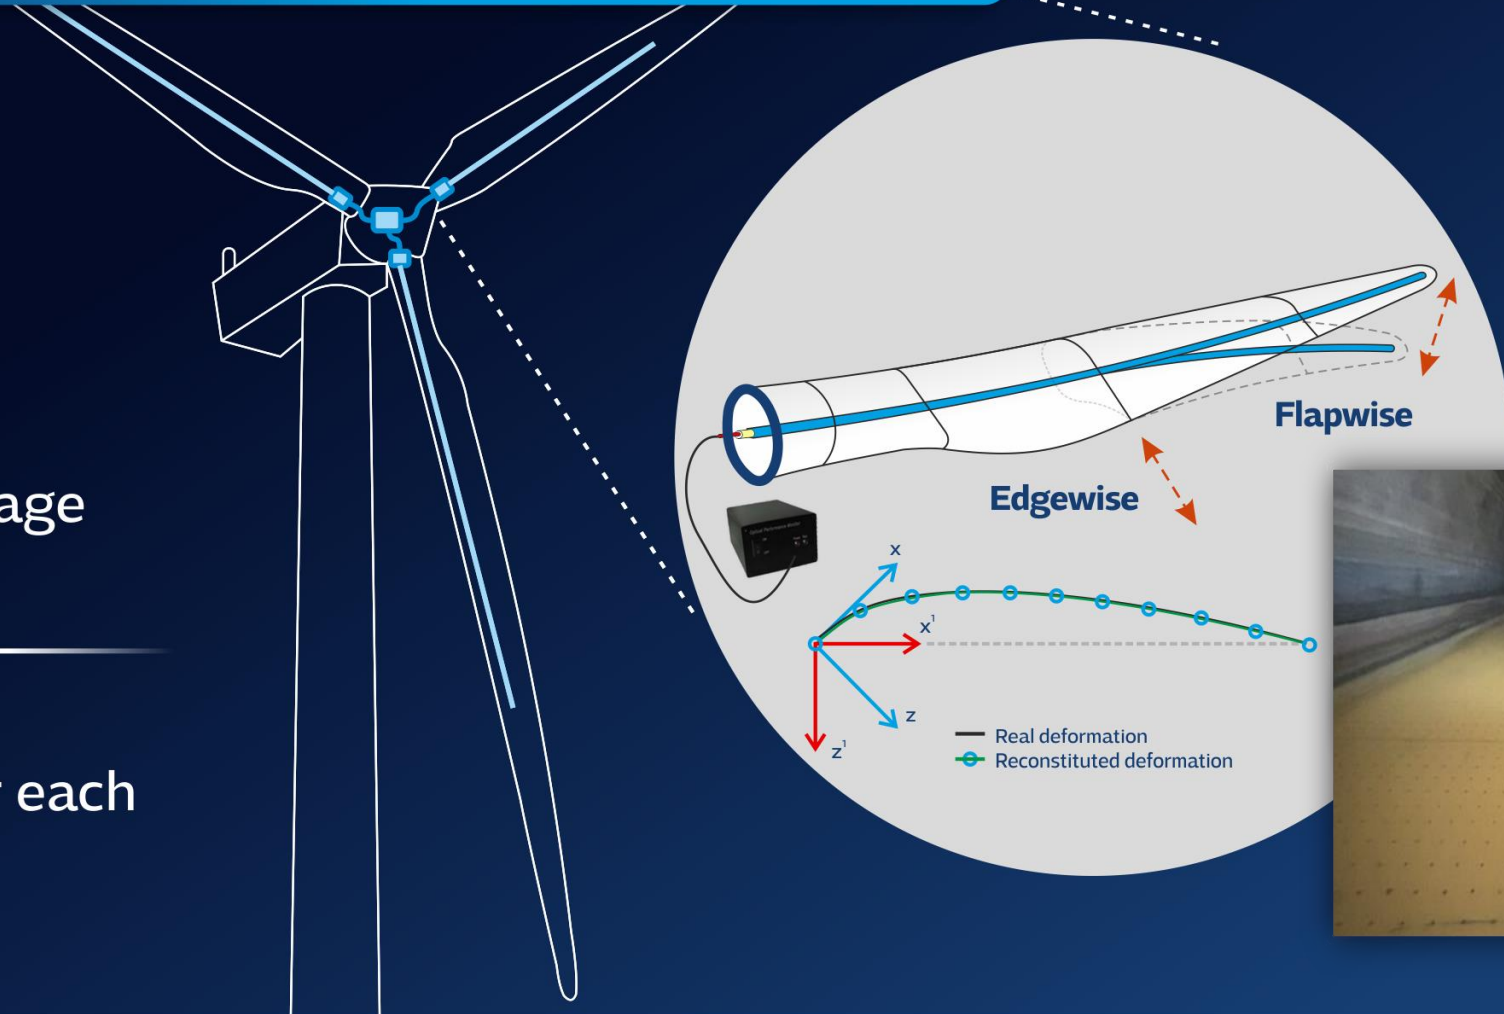 age
each
Flapwise
Edgewise
x
x¹
z
z¹
Real deformation
Reconstituted deformation